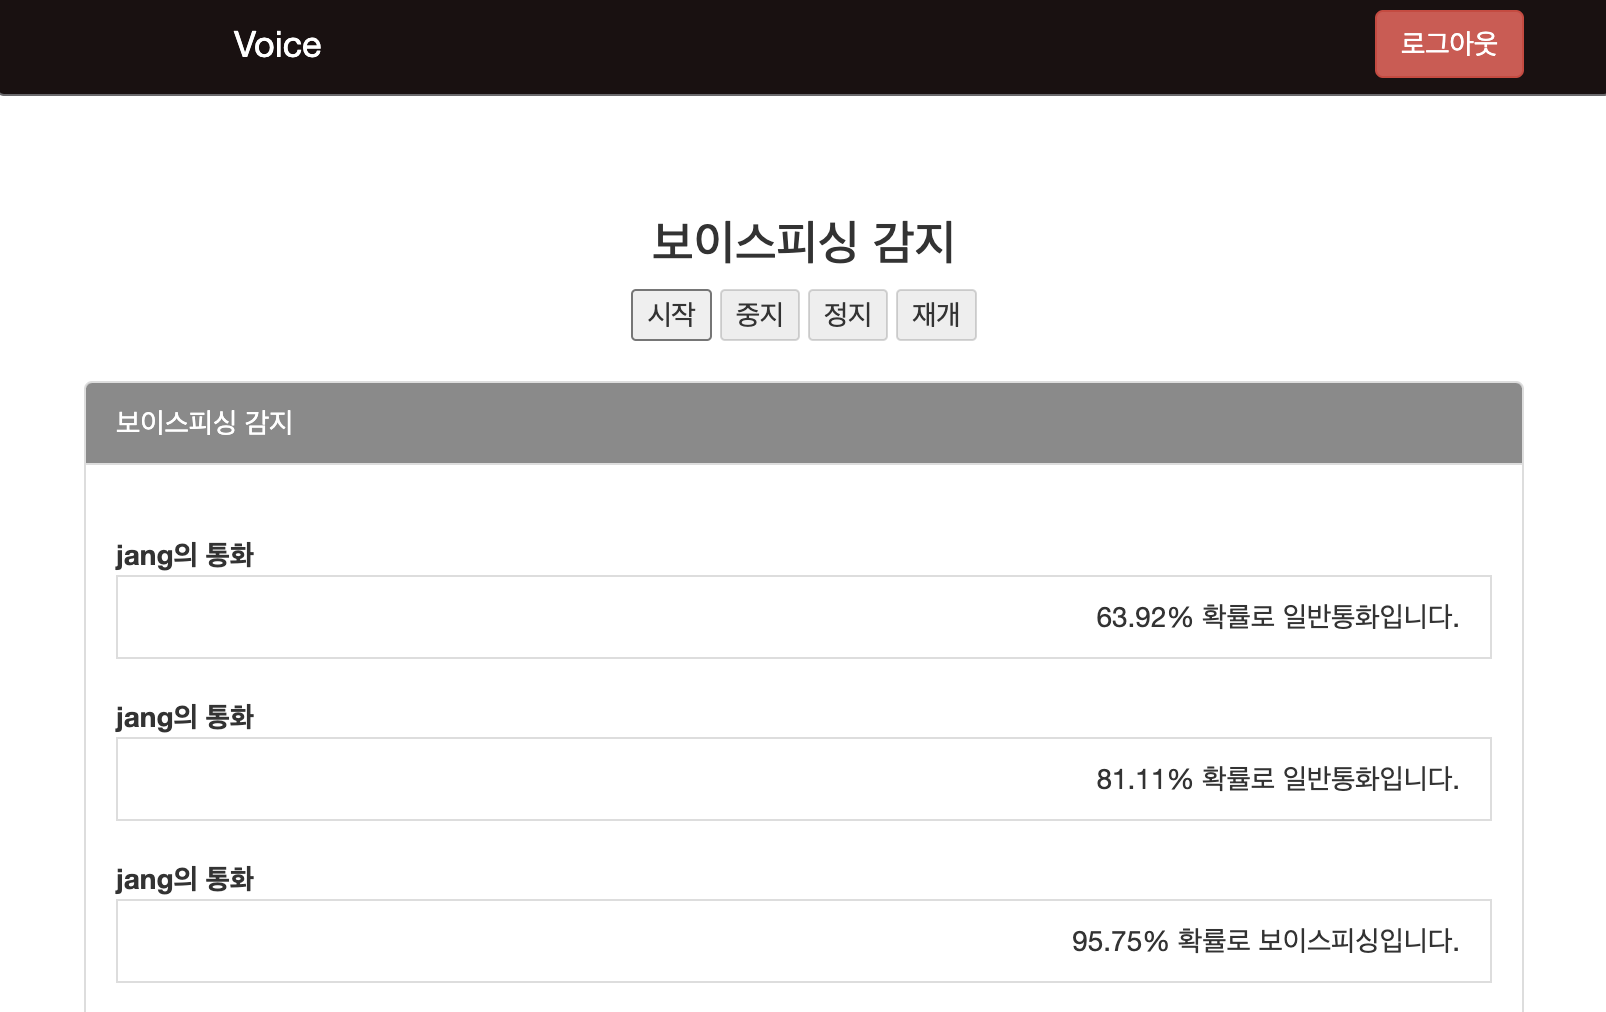 Voice
로그아웃
보이스피싱 감지
시작 중지 정지 재개
보이스피싱 감지
jang의 통화
63.92% 확률로 일반통화입니다.
jang의 통화
81.11% 확률로 일반통화입니다.
jang의 통화
95.75% 확률로 보이스피싱입니다.